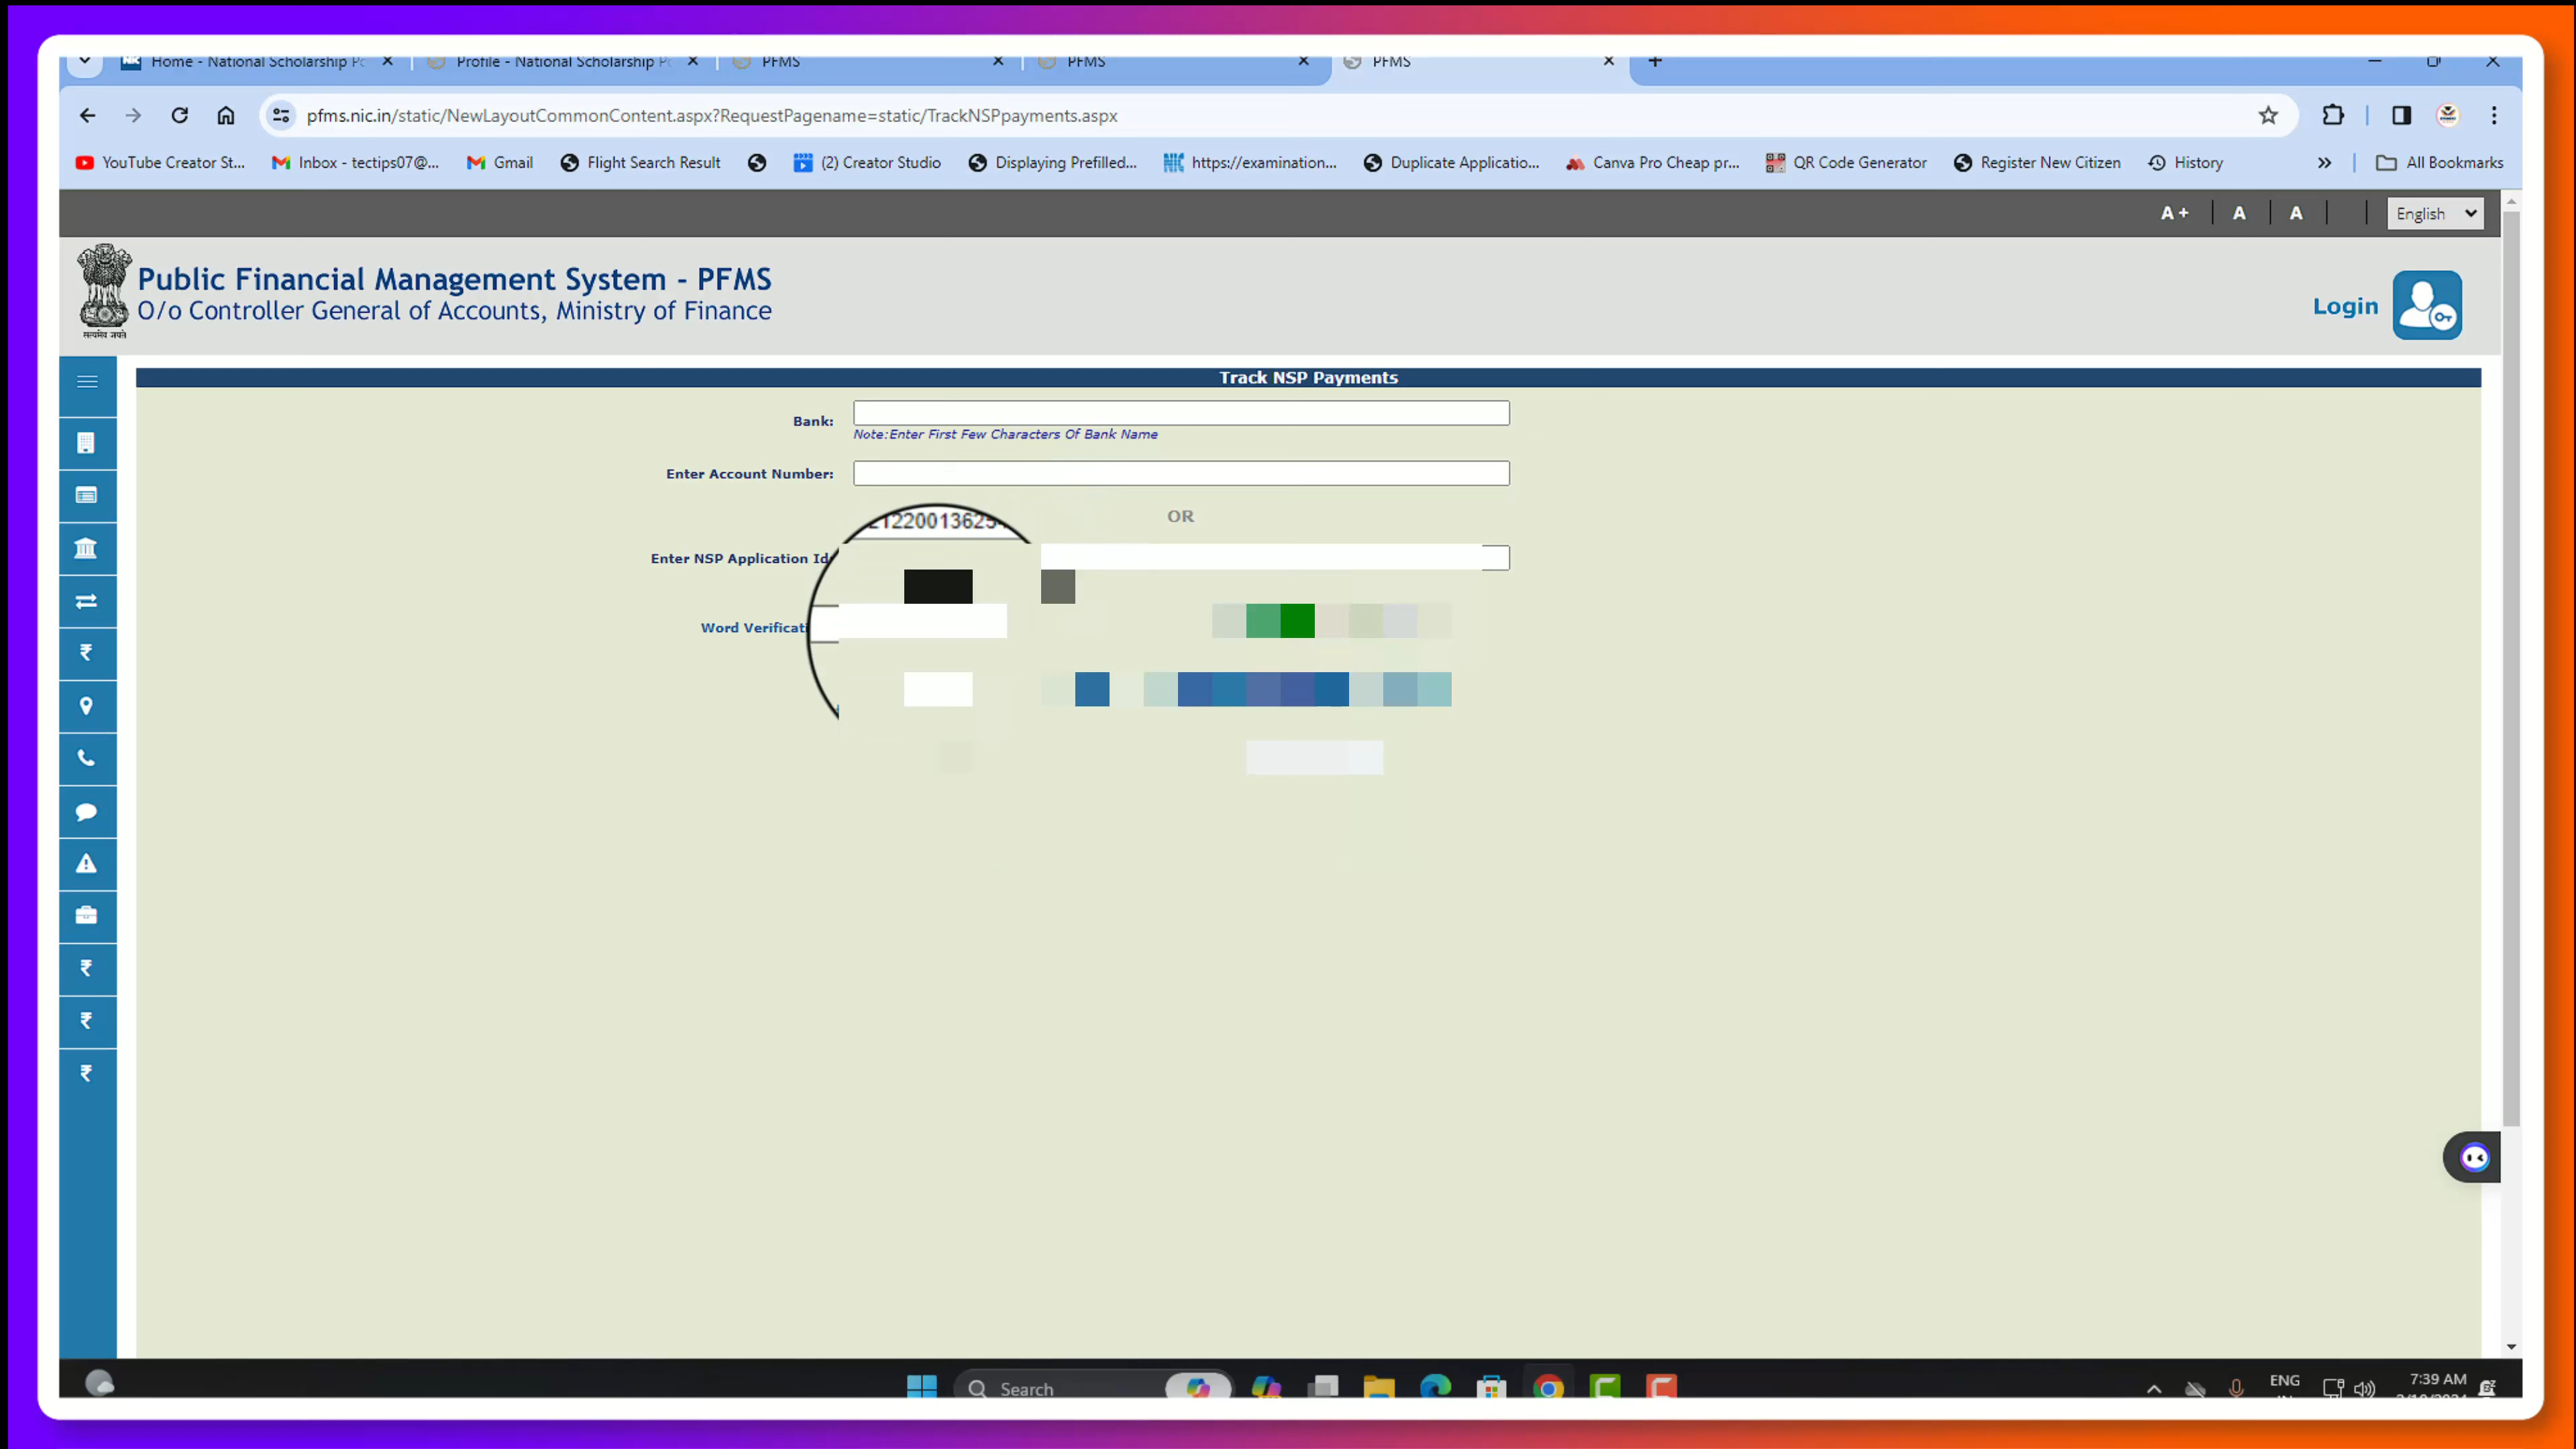 Home - National Scholarship Po
Profile - National Scholarship Po
PFMS
PFMS
PFMS
pfms.nic.in/static/NewLayoutCommonContent.aspx?RequestPagename=static/TrackNSPpayments.aspx
YouTube Creator St...
Inbox - tectips07@...
Gmail
Flight Search Result
(2) Creator Studio
Displaying Prefilled...
https://examination...
Duplicate Applicatio...
Canva Pro Cheap pr...
QR Code Generator
Register New Citizen
History
All Bookmarks
A+ A A
English
सत्यमेव जयते
Public Financial Management System - PFMS
O/o Controller General of Accounts, Ministry of Finance
Login
Track NSP Payments
Bank:
Note:Enter First Few Characters Of Bank Name
Enter Account Number:
OR
Enter NSP Application Id
Word Verificati
Search
ENG
7:39 AM